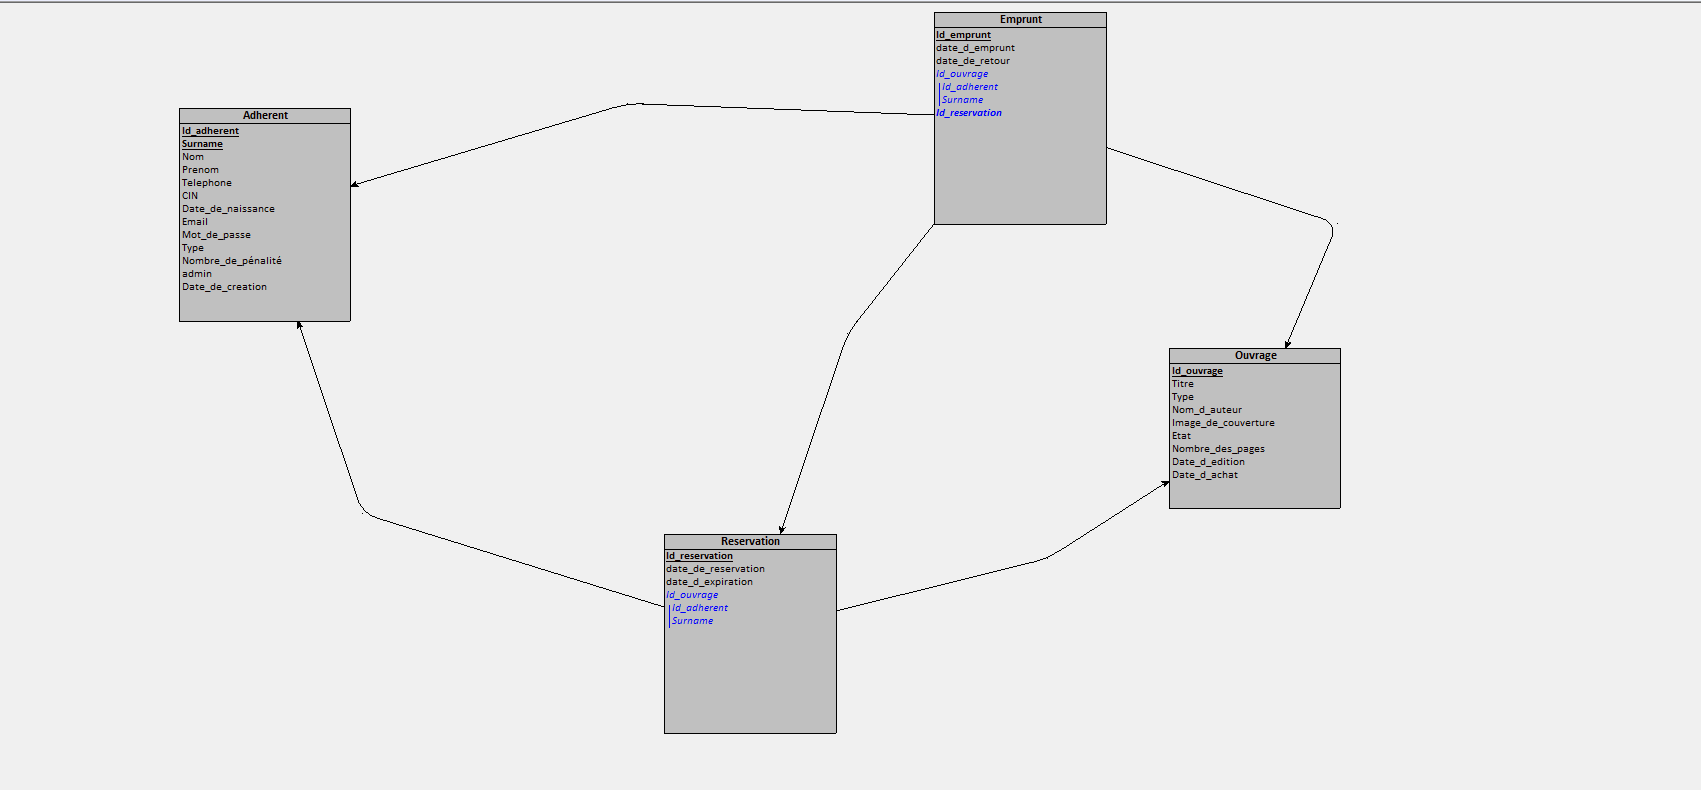 Emprunt
Id_emprunt
date_d_emprunt
date_de_retour
Id_ouvrage
Id_adherent
Surname
Id_reservation
Adherent
Id_adherent
Surname
Nom
Prenom
Telephone
CIN
Date_de_naissance
Email
Mot_de_passe
Type
Nombre_de_pénalité
admin
Date_de_creation
Ouvrage
Id_ouvrage
Titre
Type
Nom_d_auteur
Image_de_couverture
Etat
Nombre_des_pages
Date_d_edition
Date_d_achat
Reservation
Id_reservation
date_de_reservation
date_d_expiration
Id_ouvrage
Id_adherent
Surname